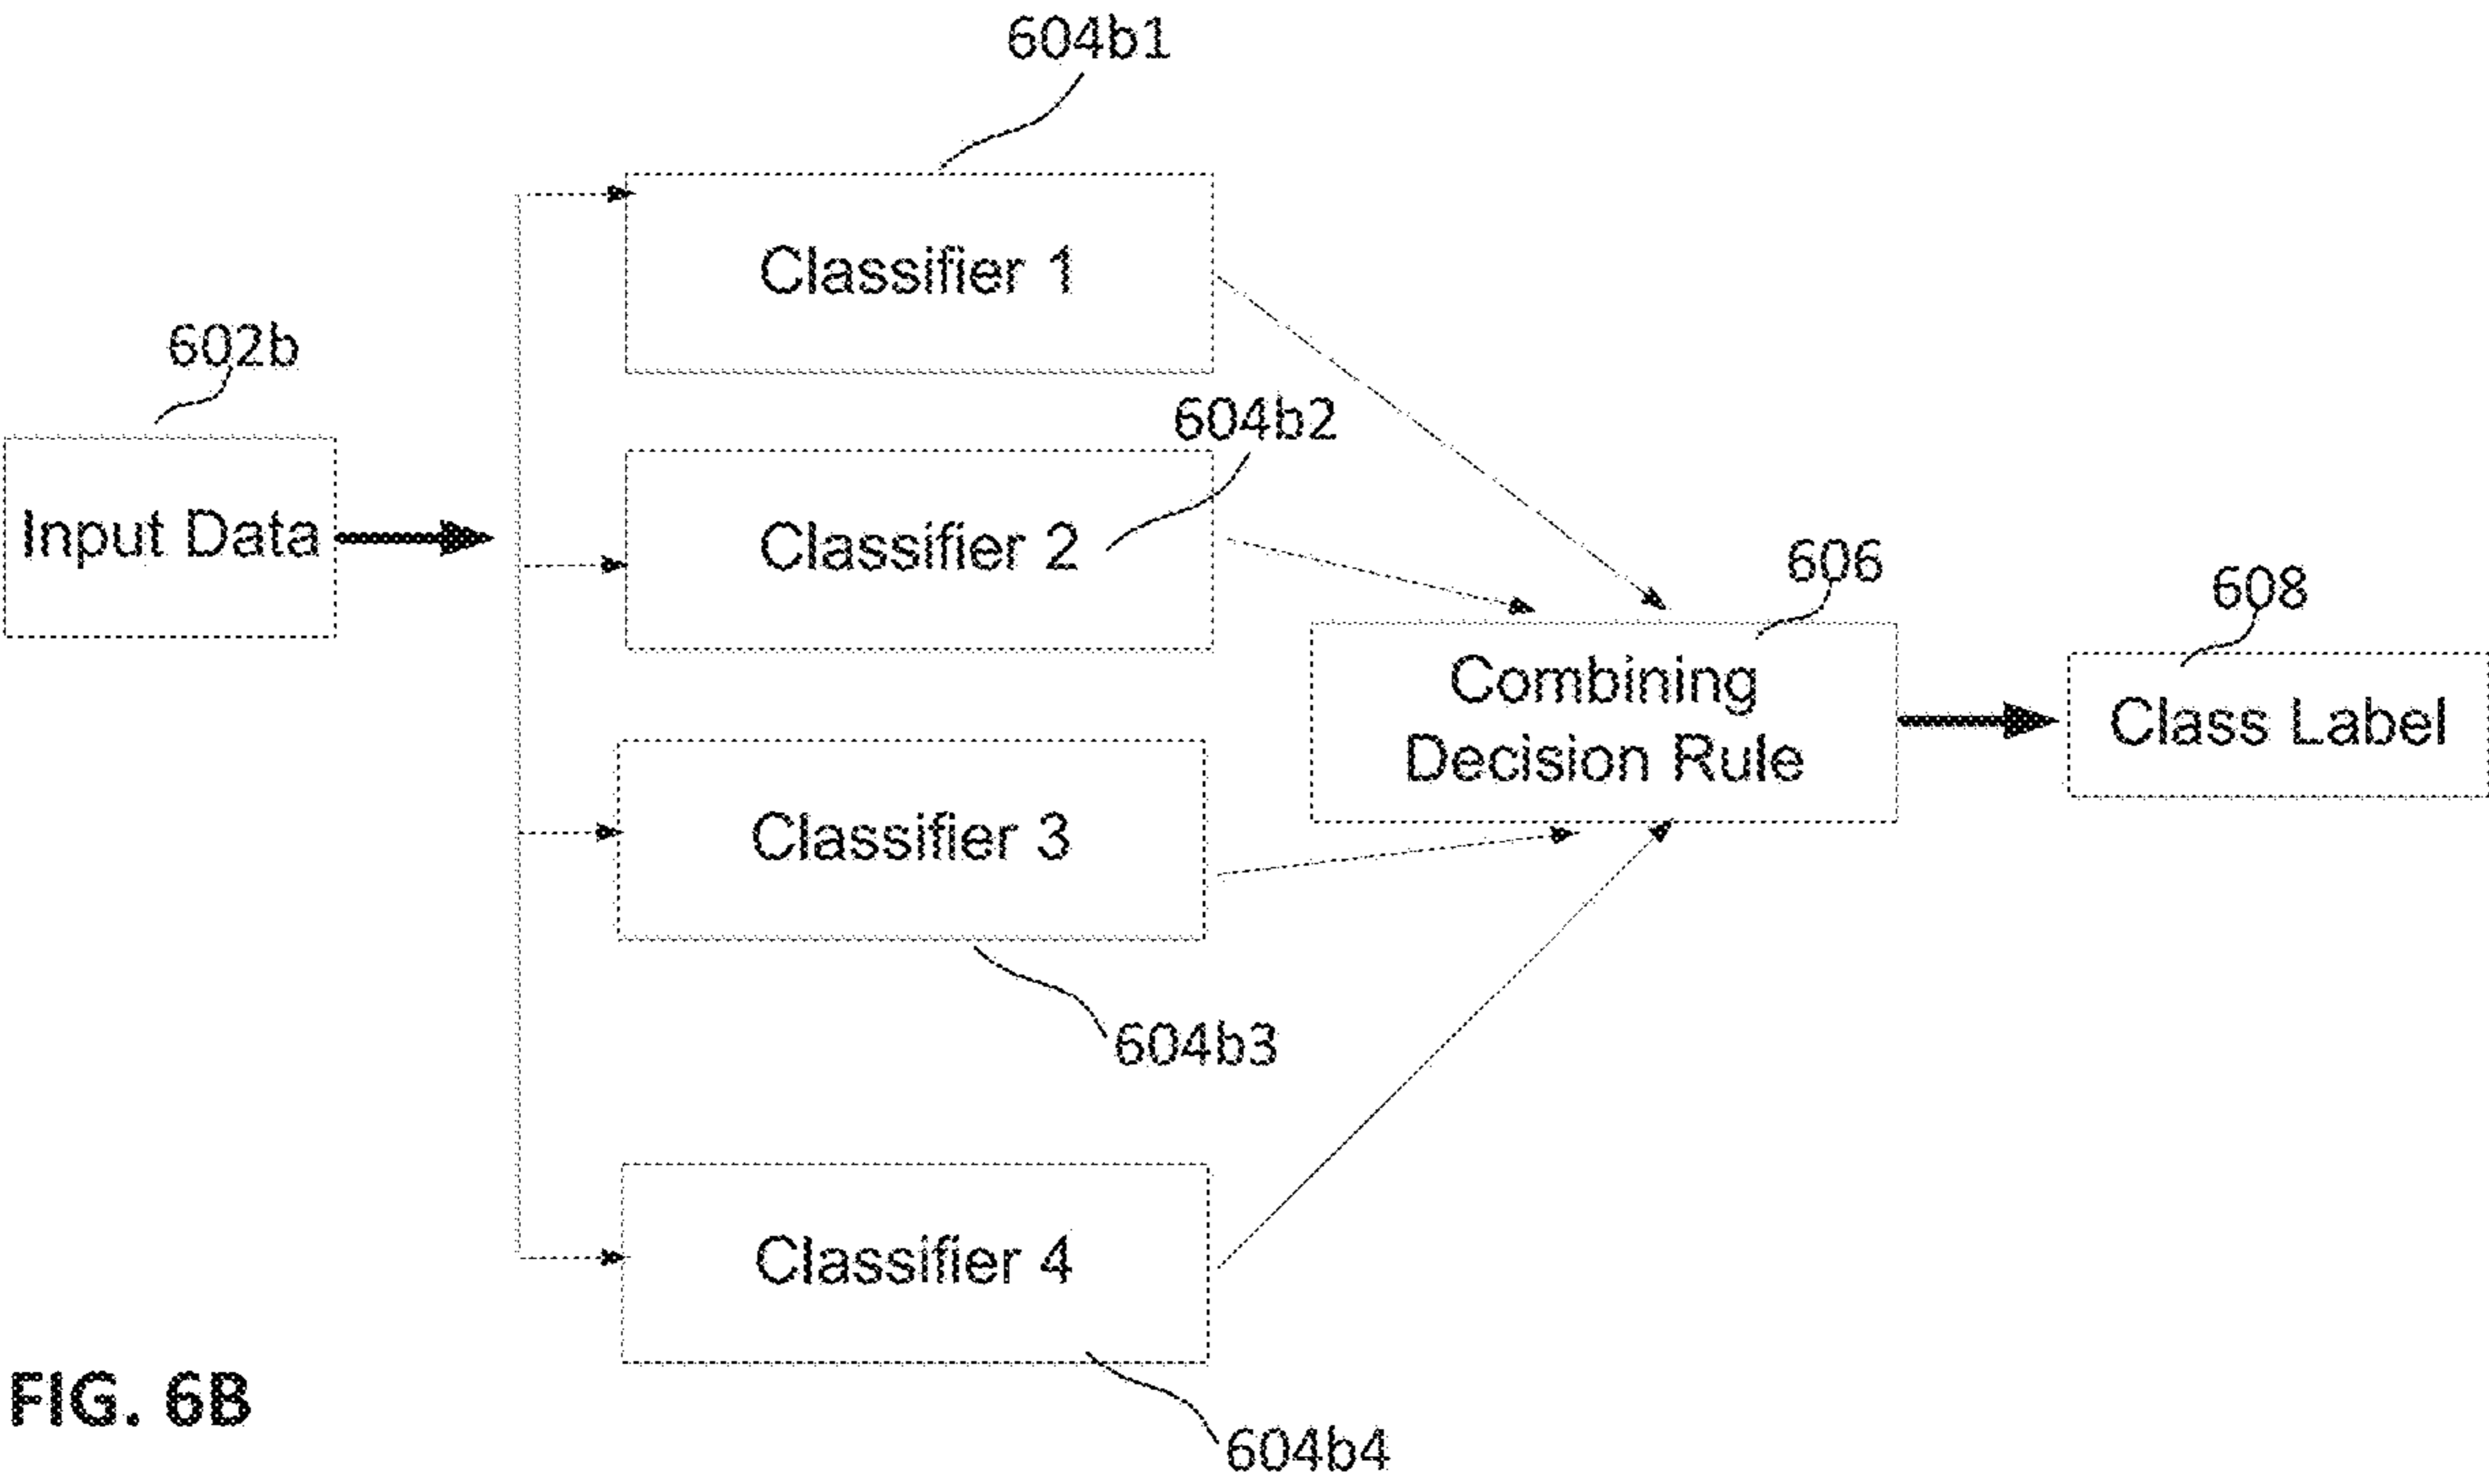 604b1
Classifier 1
602b
604b2
Input Data
Classifier 2
606
608
Combining
Decision Rule
Class Label
Classifier 3
604b3
Classifier 4
FIG. 6B
604b4